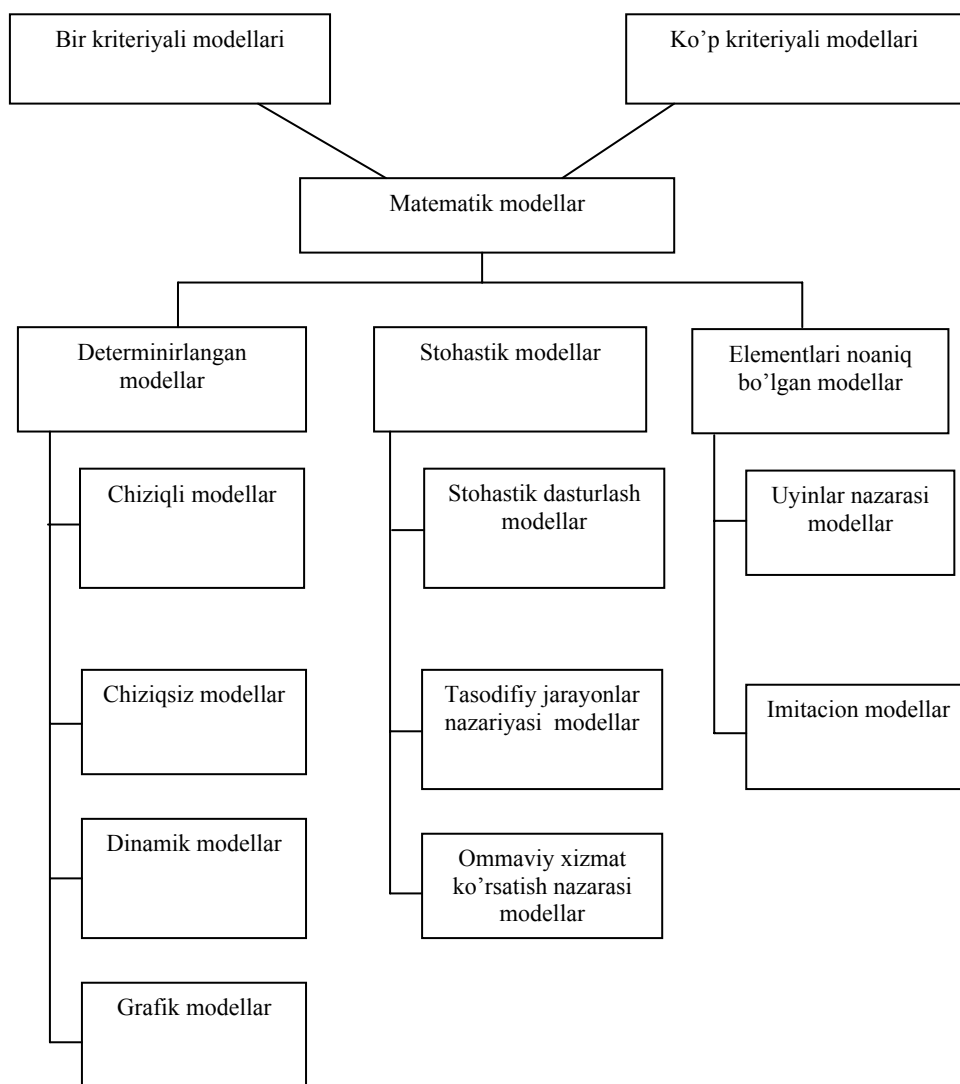 Bir kriteriyali modellari
Ko’p kriteriyali modellari
Matematik modellar
Determinirlangan
modellar
Stohastik modellar
Elementlari noaniq
bo’lgan modellar
Chiziqli modellar
Stohastik dasturlash
modellar
Uyinlar nazarasi
modellar
Chiziqsiz modellar
Tasodifiy jarayonlar
nazariyasi modellar
Imitacion modellar
Dinamik modellar
Ommaviy xizmat
ko’rsatish nazarasi
modellar
Grafik modellar